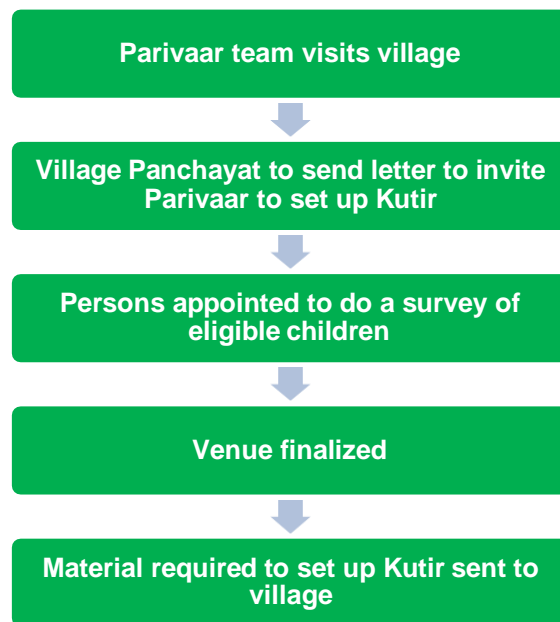 Parivaar team visits village
Village Panchayat to send letter to invite
Parivaar to set up Kutir
Persons appointed to do a survey of
eligible children
Venue finalized
Material required to set up Kutir sent to
village